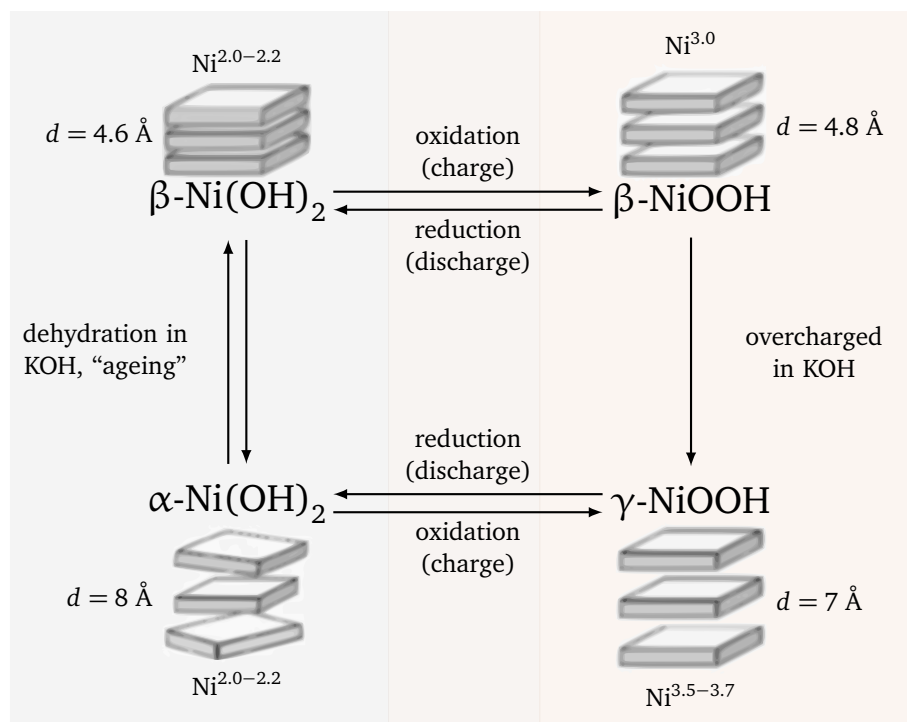 Ni2.0−2.2
Ni3.0
d = 4.6 Å
d = 4.8 Å
oxidation
(charge)
β-Ni(OH)2
β-NiOOH
reduction
(discharge)
dehydration in
KOH, “ageing”
overcharged
in KOH
reduction
(discharge)
α-Ni(OH)2
γ-NiOOH
oxidation
(charge)
d = 8 Å
d = 7 Å
Ni2.0−2.2
Ni3.5−3.7